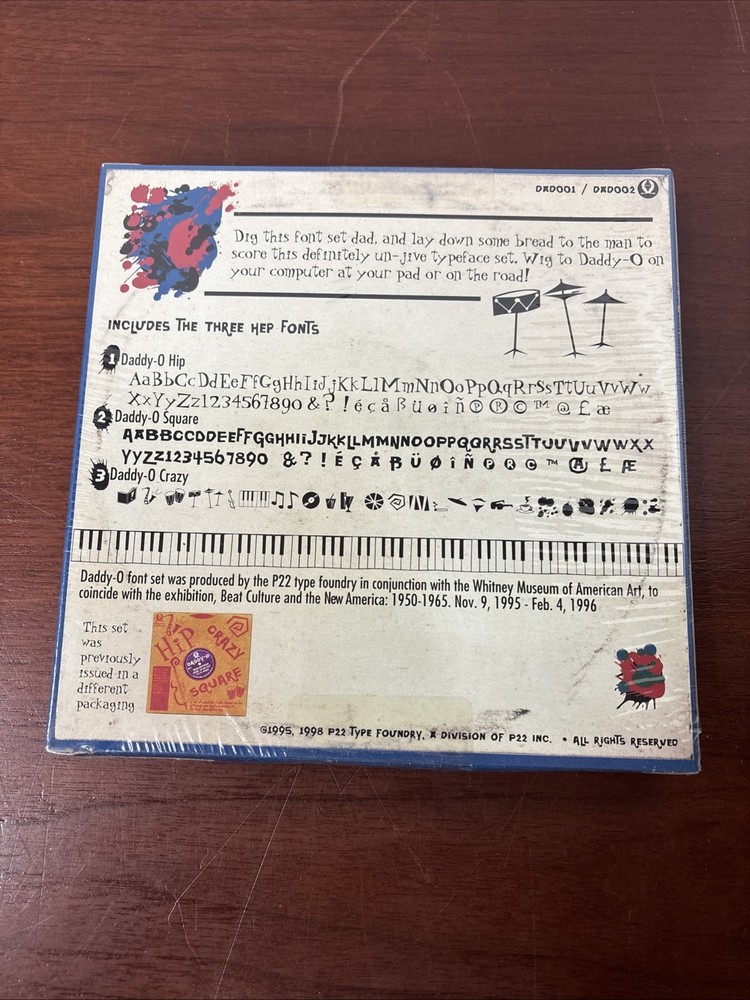 DAD001 / DAD002
Dig this font set dad, and lay down some bread to the man to
score this definitely un-jive typeface set. Wig to Daddy-O on
your computer at your pad or on the road!
INCLUDES THE THREE HEP FONTS
1 Daddy-O Hip
AaBbCcDdEeFfGgHhIiJjKkLlMmNnOoPpQqRrSsTtUuVvWw
XxYyZz1234567890 &?!éçåßüøîñ℗®©™@£æ
2 Daddy-O Square
AABBCCDDEEFFGGHHIIJJKKLLMMNNOOPPQQRRSSTTUUVVWWXX
YYZZ1234567890 &?!ÉÇÅßÜØÎÑ℗®©™@£Æ
3 Daddy-O Crazy
Daddy-O font set was produced by the P22 type foundry in conjunction with the Whitney Museum of American Art, to
coincide with the exhibition, Beat Culture and the New America: 1950-1965. Nov. 9, 1995 - Feb. 4, 1996
This set
was
previously
issued in a
different
packaging
HIP
CRAZY
DADDY-O
SQUARE
©1995, 1998 P22 TYPE FOUNDRY, A DIVISION OF P22 INC. • ALL RIGHTS RESERVED